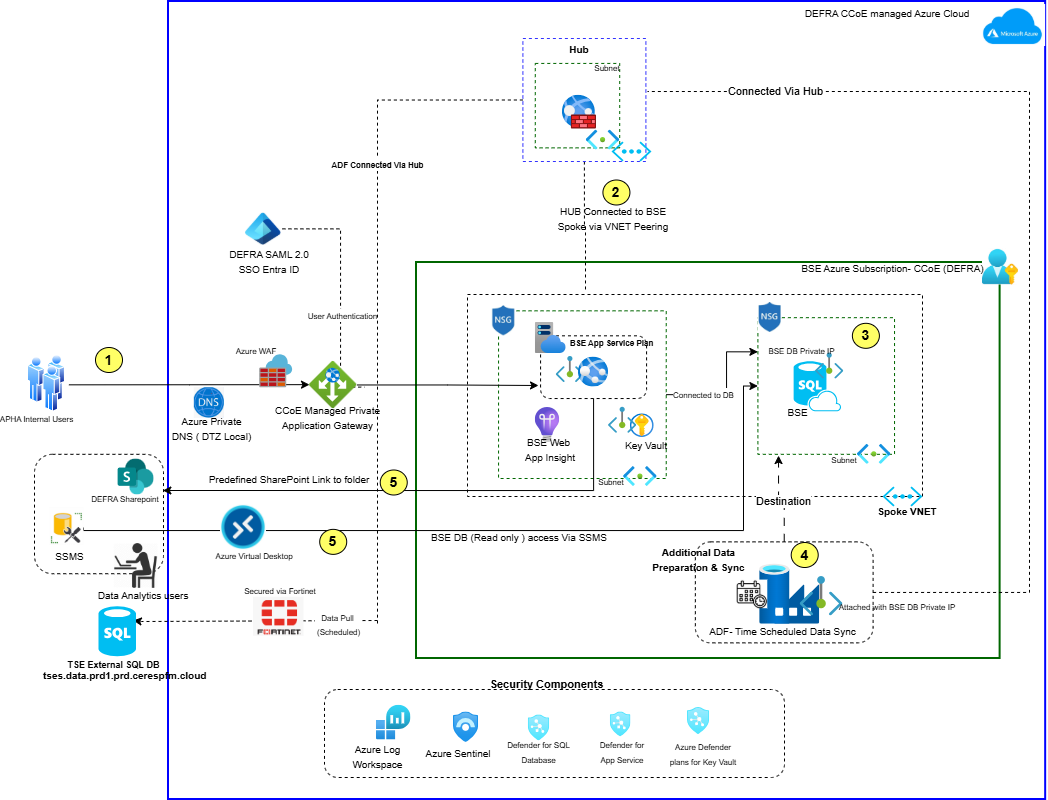 DEFRA CCoE managed Azure Cloud
Microsoft Azure
Hub
Subnet
Connected Via Hub
ADF Connected Via Hub
2
HUB Connected to BSE
Spoke via VNET Peering
DEFRA SAML 2.0
SSO Entra ID
BSE Azure Subscription- CCoE (DEFRA)
User Authentication
NSG
NSG
BSE App Service Plan
3
BSE DB Private IP
1
Azure WAF
SQL
BSE
APHA Internal Users
DNS
Azure Private
DNS ( DTZ Local)
CCoE Managed Private
Application Gateway
Connected to DB
BSE Web
App Insight
Key Vault
Subnet
Subnet
Predefined SharePoint Link to folder
5
S
DEFRA Sharepoint
Spoke VNET
Destination
SSMS
Azure Virtual Desktop
5
BSE DB (Read only ) access Via SSMS
Additional Data
Preparation & Sync
4
Data Analytics users
Secured via Fortinet
FORTINET
Data Pull
(Scheduled)
Attached with BSE DB Private IP
ADF- Time Scheduled Data Sync
SQL
TSE External SQL DB
tses.data.prd1.prd.cerespfm.cloud
Security Components
Azure Log
Workspace
Azure Sentinel
Defender for SQL
Database
Defender for
App Service
Azure Defender
plans for Key Vault